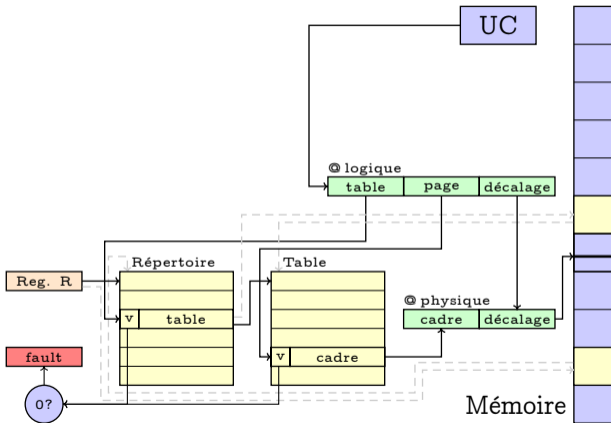 UC
@ logique
table page décalage
Répertoire Table
Reg. R
@ physique
v table
cadre décalage
fault
v cadre
0?
Mémoire